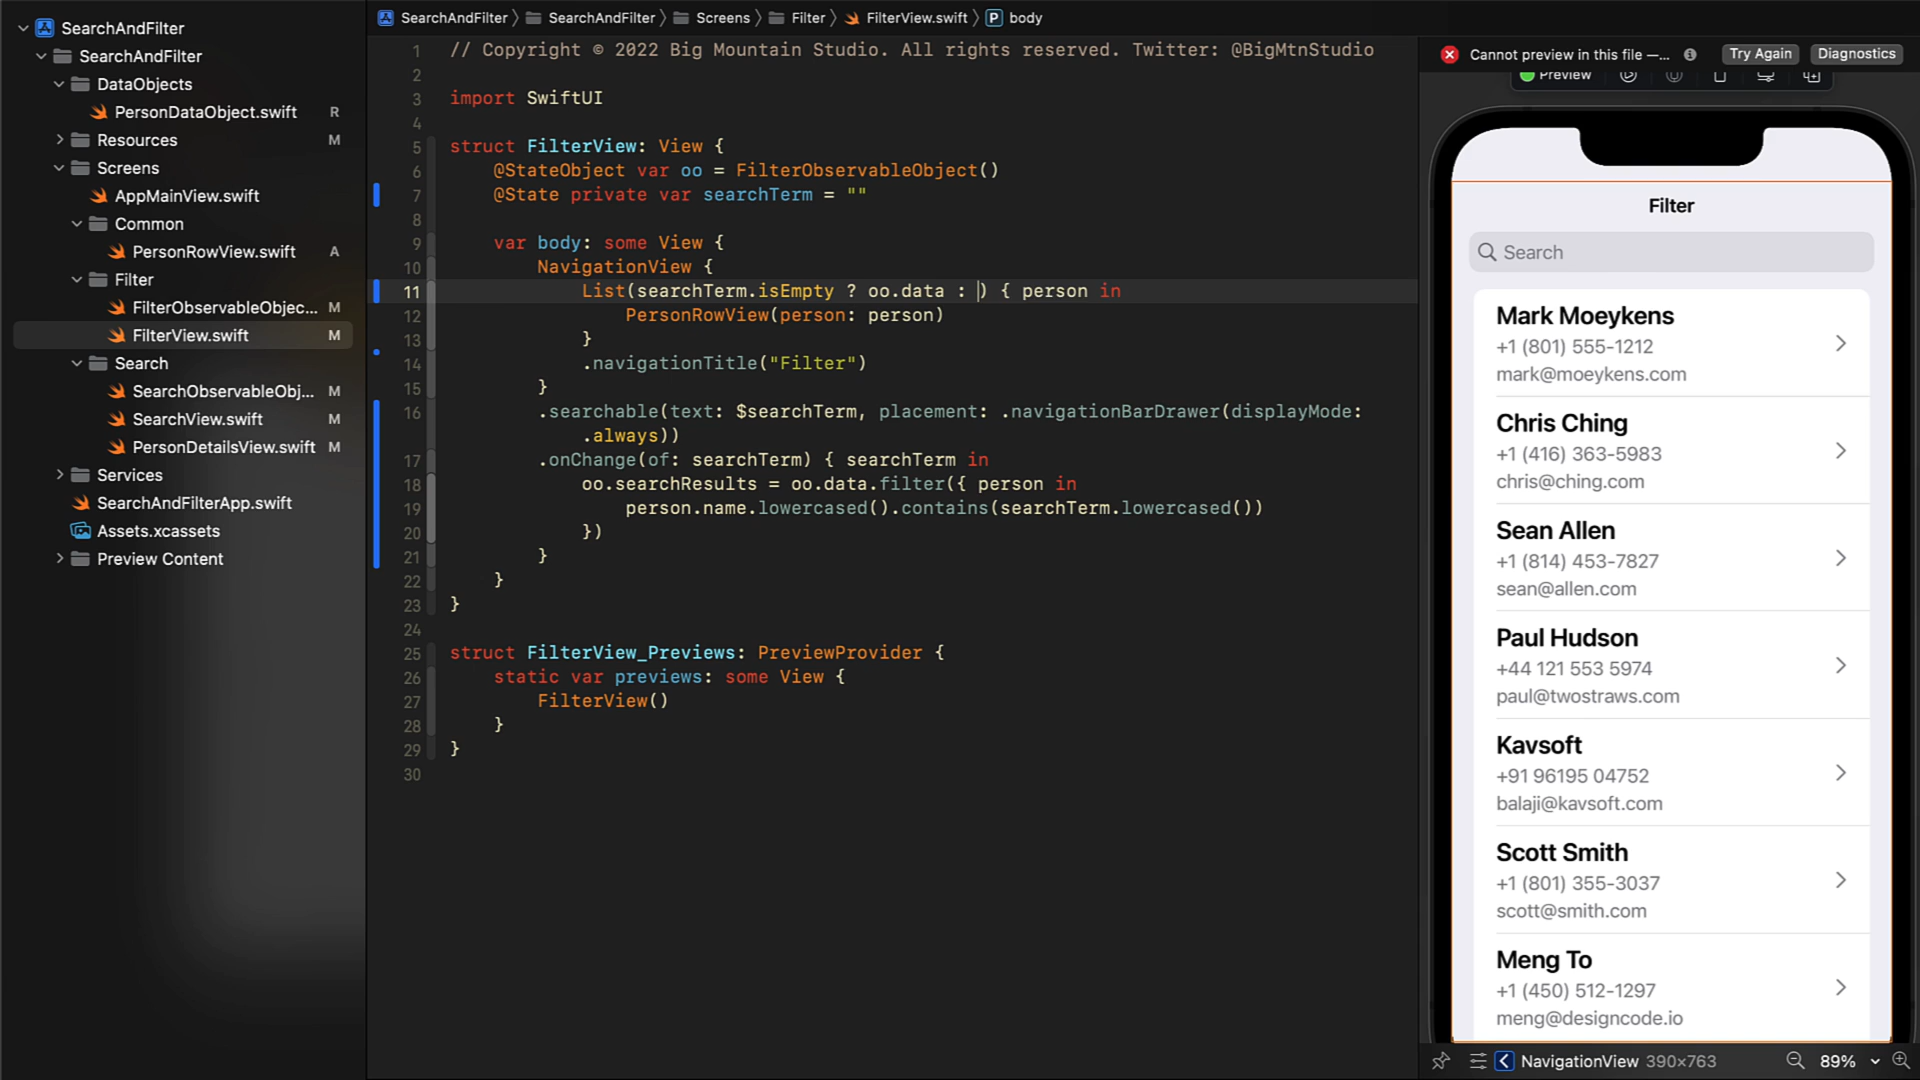 SearchAndFilter
SearchAndFilter
DataObjects
PersonDataObject.swift R
Resources M
Screens
AppMainView.swift
Common
PersonRowView.swift A
Filter
FilterObservableObjec... M
FilterView.swift M
Search
SearchObservableObj... M
SearchView.swift M
PersonDetailsView.swift M
Services
SearchAndFilterApp.swift
Assets.xcassets
Preview Content
SearchAndFilter SearchAndFilter Screens Filter FilterView.swift P body
1 // Copyright © 2022 Big Mountain Studio. All rights reserved. Twitter: @BigMtnStudio
2
3 import SwiftUI
4
5 struct FilterView: View {
6 @StateObject var oo = FilterObservableObject()
7 @State private var searchTerm = ""
8
9 var body: some View {
10 NavigationView {
11 List(searchTerm.isEmpty ? oo.data : ) { person in
12 PersonRowView(person: person)
13 }
14 .navigationTitle("Filter")
15 }
16 .searchable(text: $searchTerm, placement: .navigationBarDrawer(displayMode:
.always))
17 .onChange(of: searchTerm) { searchTerm in
18 oo.searchResults = oo.data.filter({ person in
19 person.name.lowercased().contains(searchTerm.lowercased())
20 })
21 }
22 }
23 }
24
25 struct FilterView_Previews: PreviewProvider {
26 static var previews: some View {
27 FilterView()
28 }
29 }
30
Cannot preview in this file —... Try Again Diagnostics
Preview
Filter
Search
Mark Moeykens
+1 (801) 555-1212
mark@moeykens.com
Chris Ching
+1 (416) 363-5983
chris@ching.com
Sean Allen
+1 (814) 453-7827
sean@allen.com
Paul Hudson
+44 121 553 5974
paul@twostraws.com
Kavsoft
+91 96195 04752
balaji@kavsoft.com
Scott Smith
+1 (801) 355-3037
scott@smith.com
Meng To
+1 (450) 512-1297
meng@designcode.io
NavigationView 390×763 89%